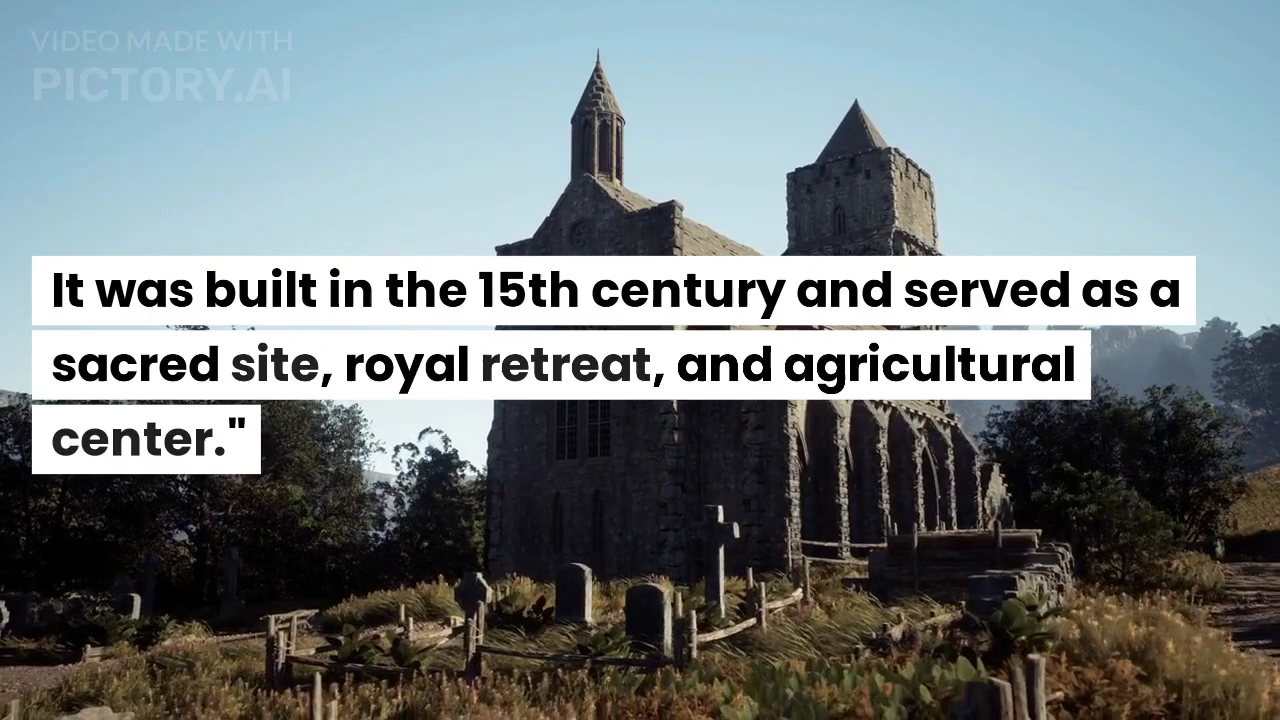 VIDEO MADE WITH
PICTORY.AI
It was built in the 15th century and served as a
sacred site, royal retreat, and agricultural
center."